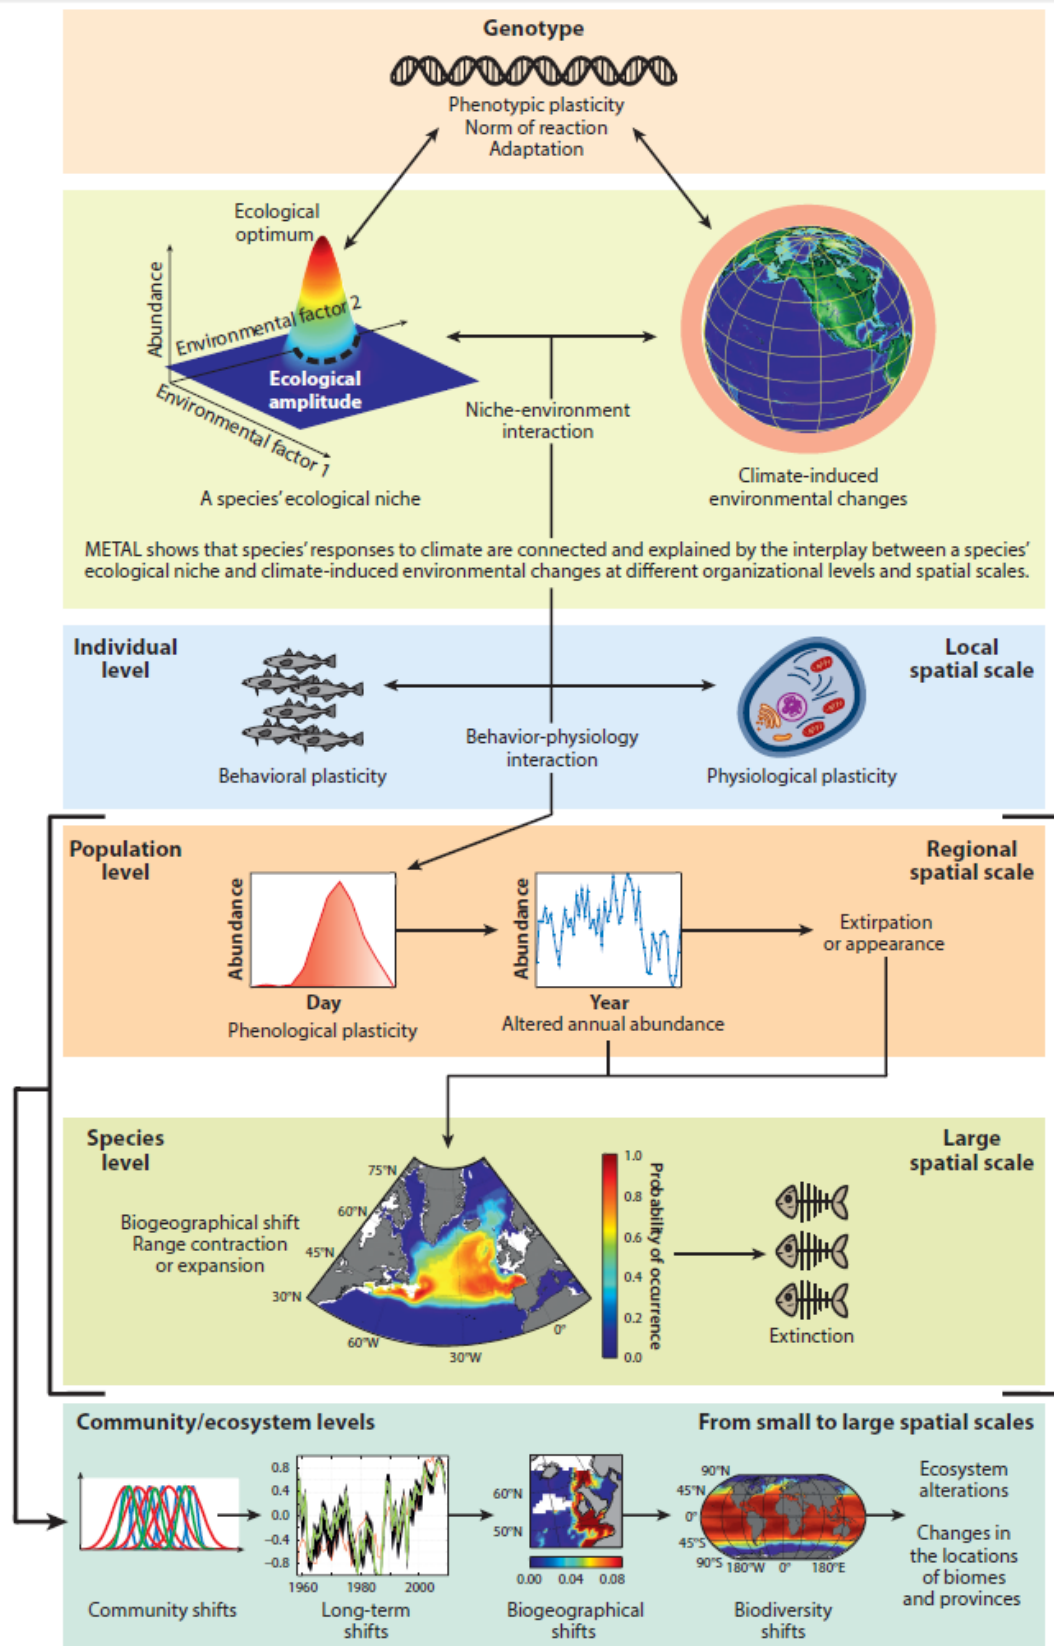 Genotype
Phenotypic plasticity
Norm of reaction
Adaptation
Ecological
optimum
Abundance
Environmental factor 2
Ecological
amplitude
Environmental factor 1
A species' ecological niche
Niche-environment
interaction
Climate-induced
environmental changes
METAL shows that species' responses to climate are connected and explained by the interplay between a species'
ecological niche and climate-induced environmental changes at different organizational levels and spatial scales.
Individual
level
Local
spatial scale
Behavior-physiology
interaction
Behavioral plasticity
Physiological plasticity
Population
level
Regional
spatial scale
Abundance
Day
Phenological plasticity
Abundance
Year
Altered annual abundance
Extirpation
or appearance
Species
level
Large
spatial scale
Biogeographical shift
Range contraction
or expansion
75°N
60°N
45°N
30°N
60°W
30°W
0°
1.0
0.8
0.6
0.4
0.2
0.0
Probability of occurrence
Extinction
Community/ecosystem levels
From small to large spatial scales
Community shifts
0.8
0.4
0.0
−0.4
−0.8
1960 1980 2000
Long-term
shifts
60°N
50°N
0.00 0.04 0.08
Biogeographical
shifts
90°N
45°N
0°
45°S
90°S
180°W 0° 180°E
Biodiversity
shifts
Ecosystem
alterations
Changes in
the locations
of biomes
and provinces